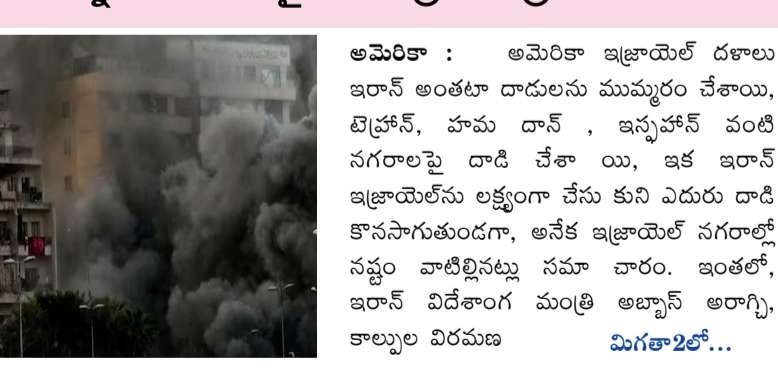 అమెరికా : అమెరికా ఇజ్రాయెల్ దళాలు
ఇరాన్ అంతటా దాడులను ముమ్మరం చేశాయి,
టెహ్రాన్, హమ దాన్ , ఇస్ఫహాన్ వంటి
నగరాలపై దాడి చేశా యి, ఇక ఇరాన్
ఇజ్రాయెల్‌ను లక్ష్యంగా చేసు కుని ఎదురు దాడి
కొనసాగుతుండగా, అనేక ఇజ్రాయెల్ నగరాల్లో
నష్టం వాటిల్లినట్లు సమా చారం. ఇంతలో,
ఇరాన్ విదేశాంగ మంత్రి అబ్బాస్ అరాగ్చి,
కాల్పుల విరమణ మిగతా2లో...